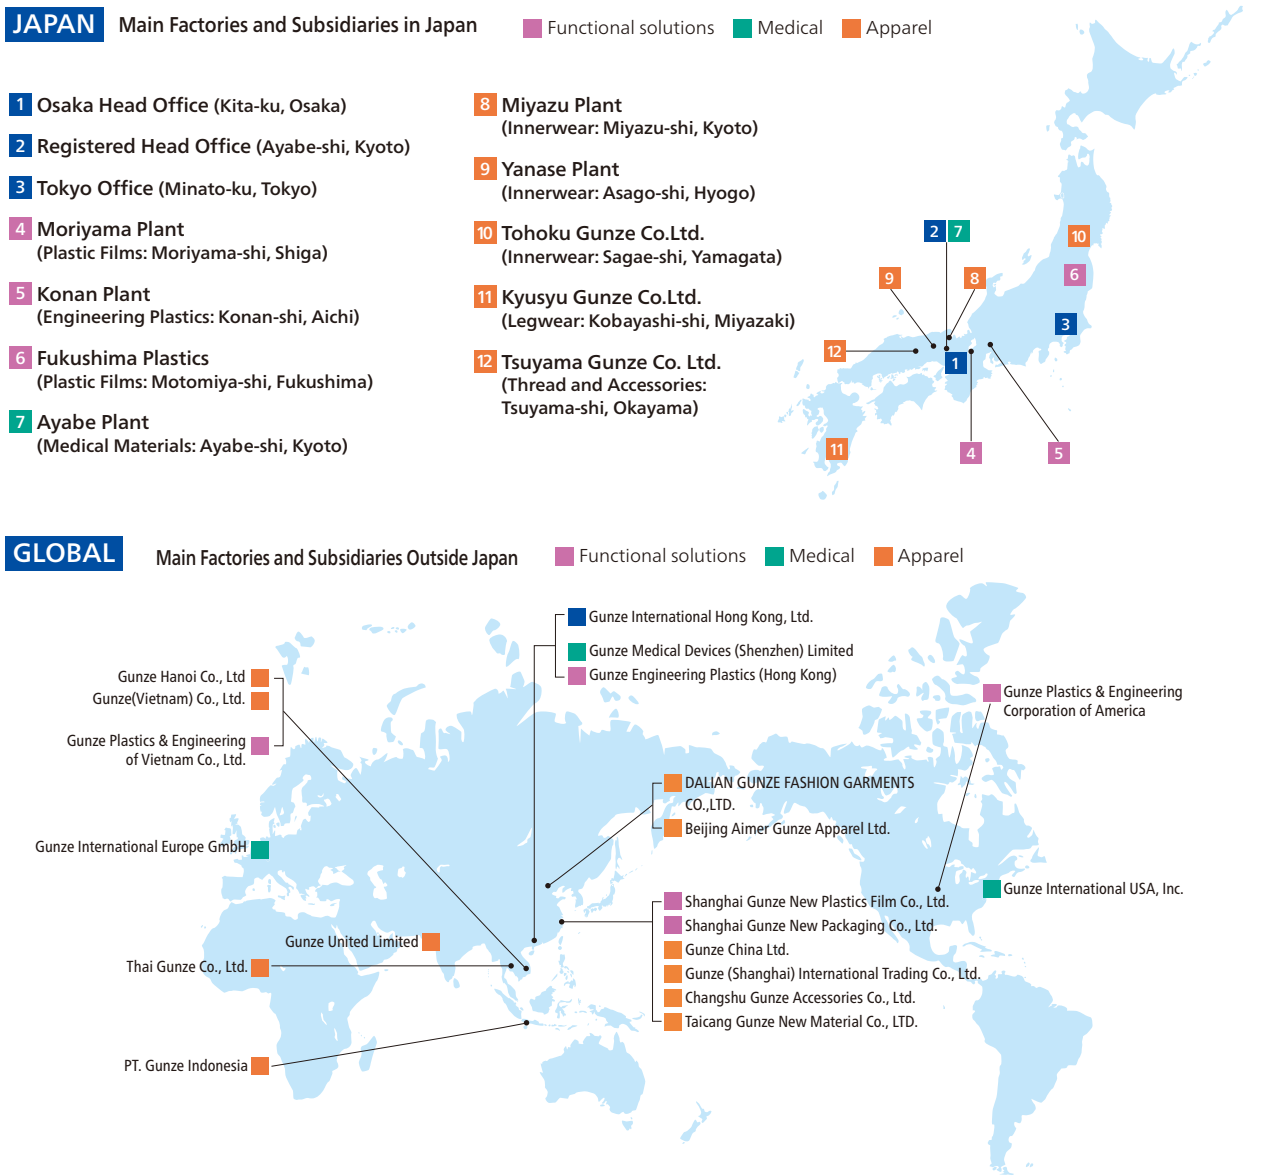 JAPAN
Main Factories and Subsidiaries in Japan
Functional solutions
Medical
Apparel
1 Osaka Head Office (Kita-ku, Osaka)
2 Registered Head Office (Ayabe-shi, Kyoto)
3 Tokyo Office (Minato-ku, Tokyo)
4 Moriyama Plant
(Plastic Films: Moriyama-shi, Shiga)
5 Konan Plant
(Engineering Plastics: Konan-shi, Aichi)
6 Fukushima Plastics
(Plastic Films: Motomiya-shi, Fukushima)
7 Ayabe Plant
(Medical Materials: Ayabe-shi, Kyoto)
8 Miyazu Plant
(Innerwear: Miyazu-shi, Kyoto)
9 Yanase Plant
(Innerwear: Asago-shi, Hyogo)
10 Tohoku Gunze Co.Ltd.
(Innerwear: Sagae-shi, Yamagata)
11 Kyusyu Gunze Co.Ltd.
(Legwear: Kobayashi-shi, Miyazaki)
12 Tsuyama Gunze Co. Ltd.
(Thread and Accessories:
Tsuyama-shi, Okayama)
2 7
10
9
8
6
3
12
1
11
4
5
GLOBAL
Main Factories and Subsidiaries Outside Japan
Functional solutions
Medical
Apparel
Gunze International Hong Kong, Ltd.
Gunze Medical Devices (Shenzhen) Limited
Gunze Engineering Plastics (Hong Kong)
Gunze Hanoi Co., Ltd
Gunze(Vietnam) Co., Ltd.
Gunze Plastics & Engineering
of Vietnam Co., Ltd.
Gunze Plastics & Engineering
Corporation of America
DALIAN GUNZE FASHION GARMENTS
CO.,LTD.
Beijing Aimer Gunze Apparel Ltd.
Gunze International Europe GmbH
Gunze International USA, Inc.
Shanghai Gunze New Plastics Film Co., Ltd.
Shanghai Gunze New Packaging Co., Ltd.
Gunze China Ltd.
Gunze (Shanghai) International Trading Co., Ltd.
Changshu Gunze Accessories Co., Ltd.
Taicang Gunze New Material Co., LTD.
Gunze United Limited
Thai Gunze Co., Ltd.
PT. Gunze Indonesia